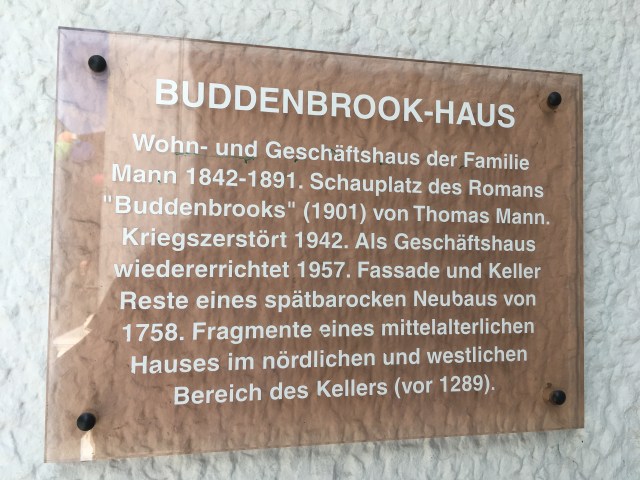 BUDDENBROOK-HAUS
Wohn- und Geschäftshaus der Familie
Mann 1842-1891. Schauplatz des Romans
"Buddenbrooks" (1901) von Thomas Mann.
Kriegszerstört 1942. Als Geschäftshaus
wiedererrichtet 1957. Fassade und Keller
Reste eines spätbarocken Neubaus von
1758. Fragmente eines mittelalterlichen
Hauses im nördlichen und westlichen
Bereich des Kellers (vor 1289).